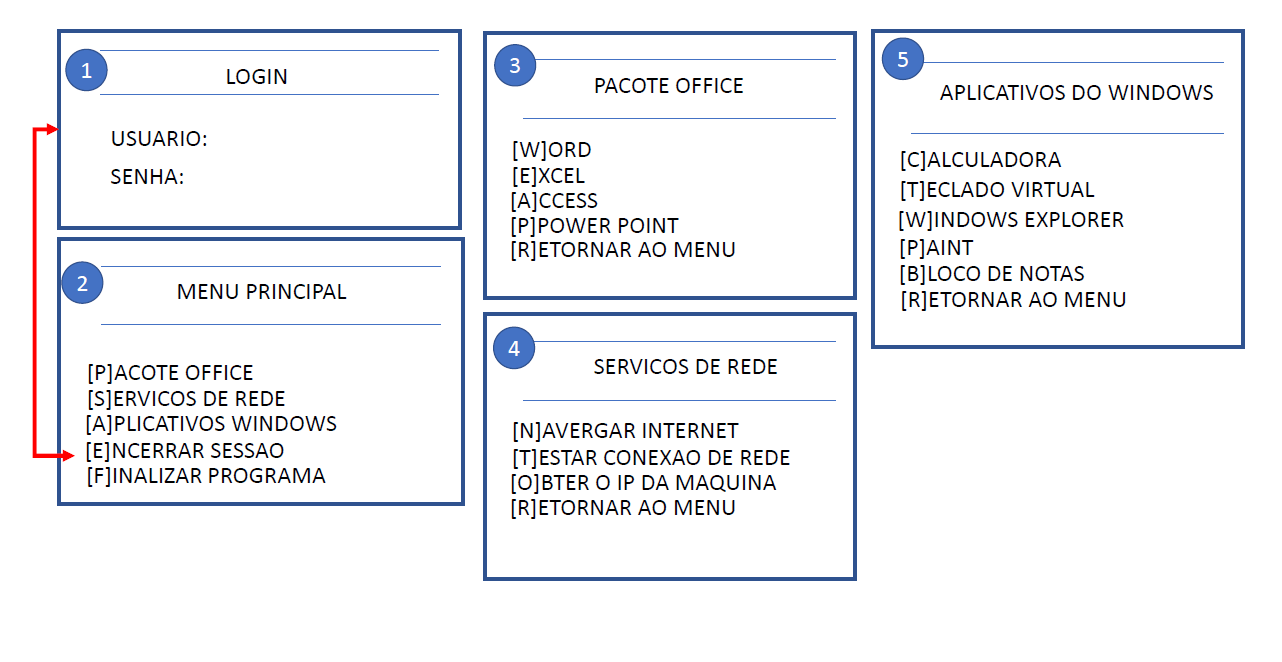 1
LOGIN
USUARIO:
SENHA:
2
MENU PRINCIPAL
[P]ACOTE OFFICE
[S]ERVICOS DE REDE
[A]PLICATIVOS WINDOWS
[E]NCERRAR SESSAO
[F]INALIZAR PROGRAMA
3
PACOTE OFFICE
[W]ORD
[E]XCEL
[A]CCESS
[P]POWER POINT
[R]ETORNAR AO MENU
4
SERVICOS DE REDE
[N]AVERGAR INTERNET
[T]ESTAR CONEXAO DE REDE
[O]BTER O IP DA MAQUINA
[R]ETORNAR AO MENU
5
APLICATIVOS DO WINDOWS
[C]ALCULADORA
[T]ECLADO VIRTUAL
[W]INDOWS EXPLORER
[P]AINT
[B]LOCO DE NOTAS
[R]ETORNAR AO MENU